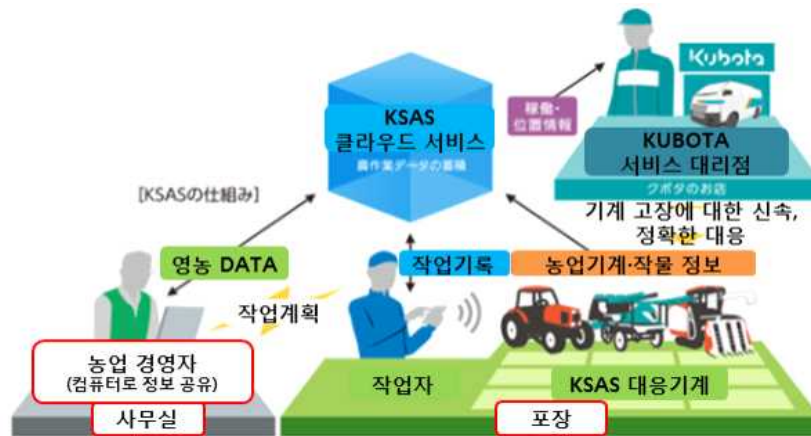 Kubota
KSAS
클라우드 서비스
農作業データの蓄積
稼働・
位置情報
KUBOTA
서비스 대리점
クボタのお店
[KSASの仕組み]
기계 고장에 대한 신속,
정확한 대응
영농 DATA
작업기록
농업기계·작물 정보
작업계획
농업 경영자
(컴퓨터로 정보 공유)
작업자
KSAS 대응기계
사무실
포장